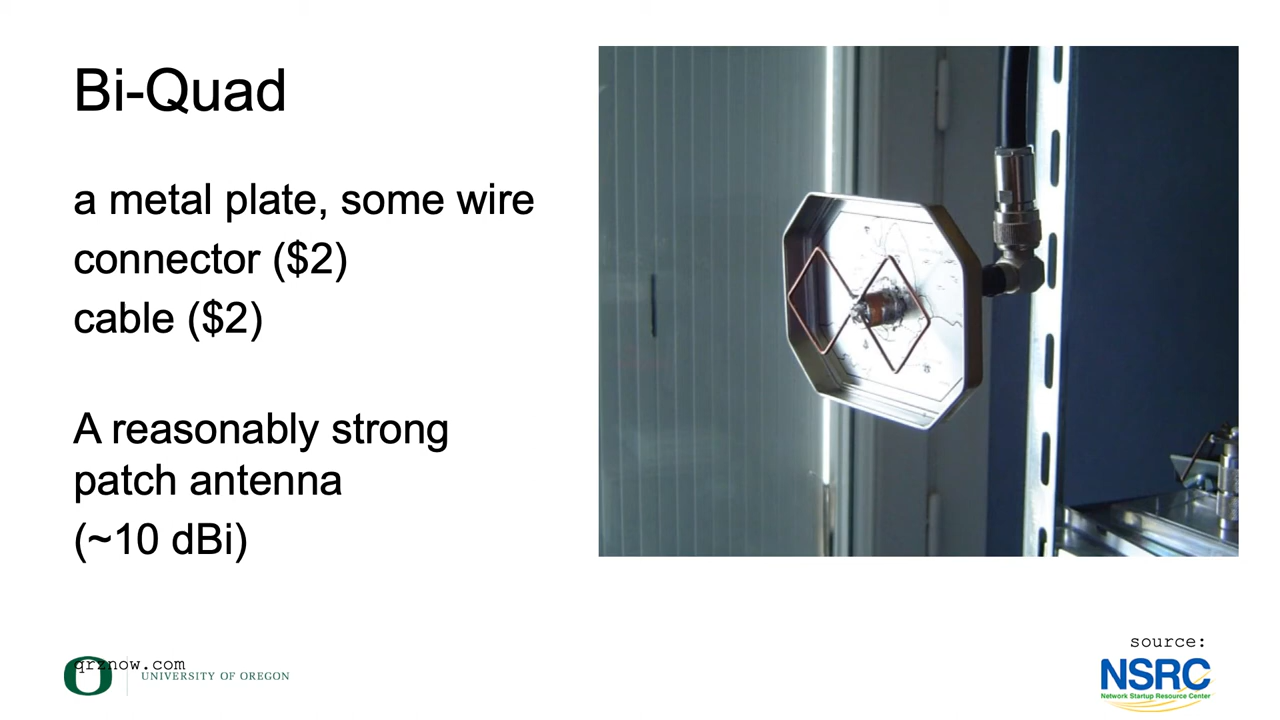 Bi-Quad
a metal plate, some wire
connector ($2)
cable ($2)
A reasonably strong
patch antenna
(~10 dBi)
source:
qrznow.com
O
UNIVERSITY OF OREGON
NSRC
Network Startup Resource Center